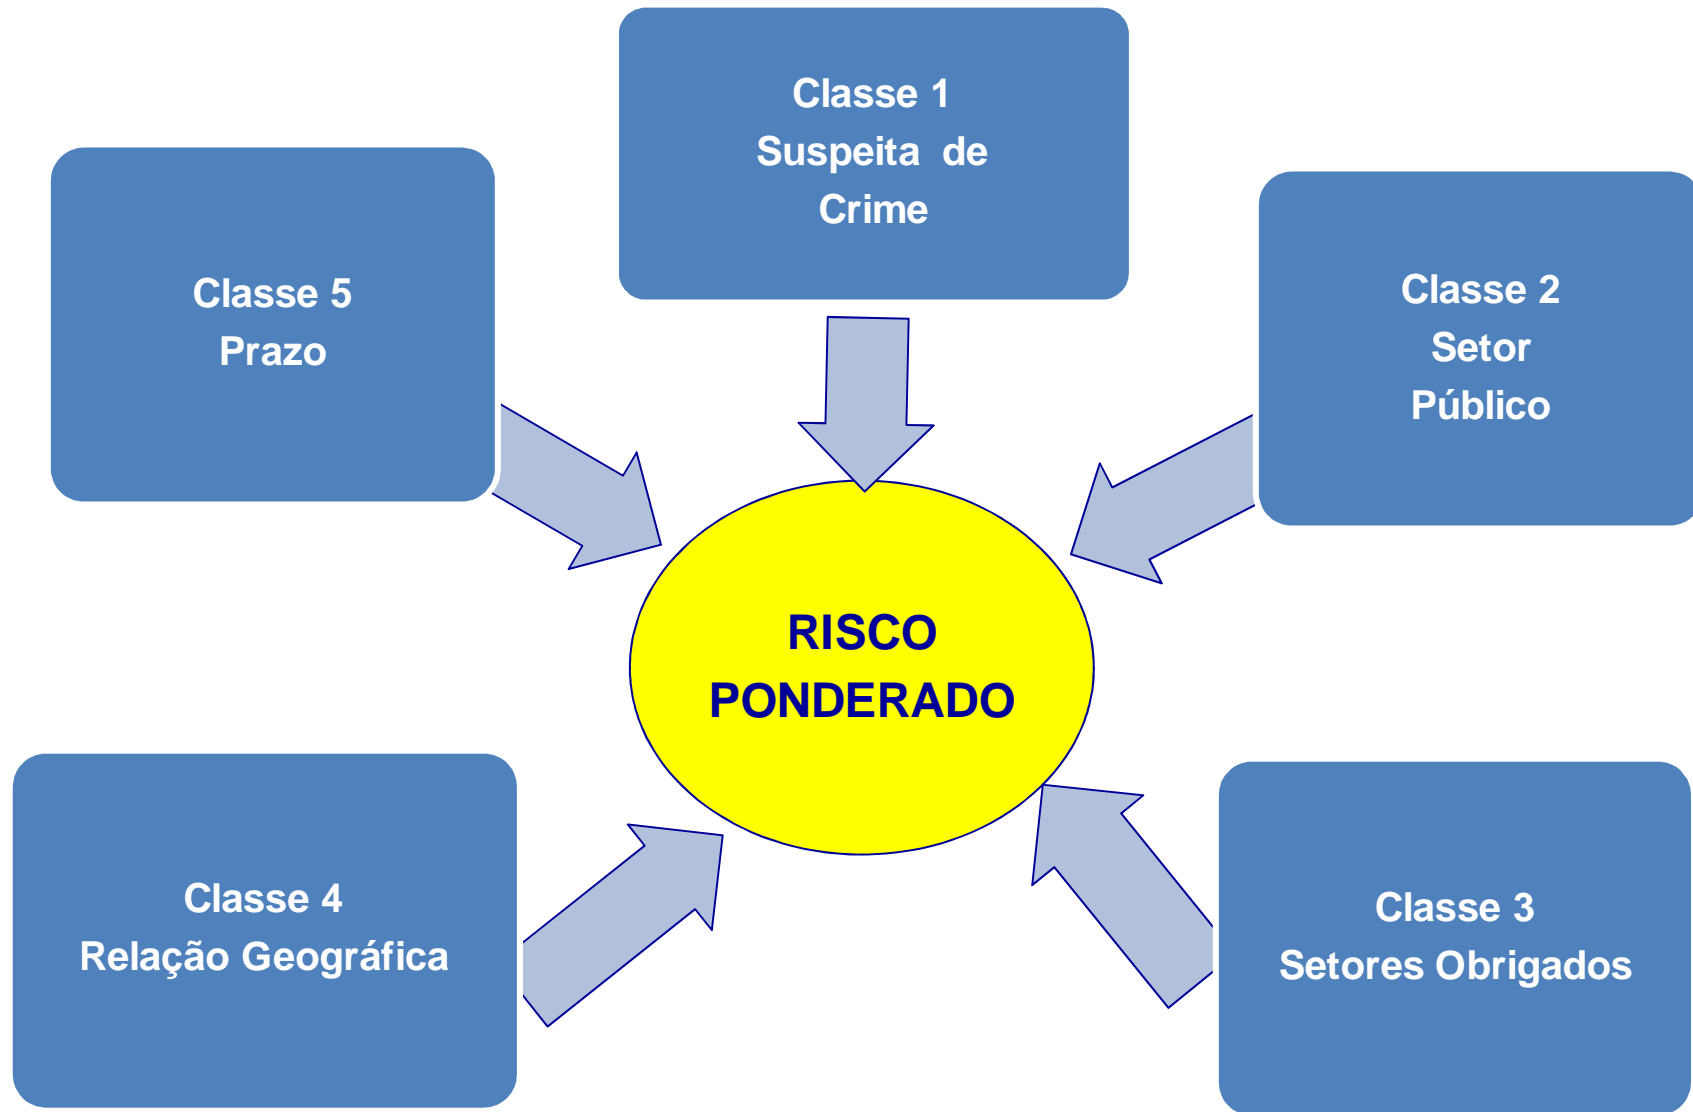 Classe 1
Suspeita de
Crime
Classe 5
Prazo
Classe 2
Setor
Público
RISCO
PONDERADO
Classe 4
Relação Geográfica
Classe 3
Setores Obrigados